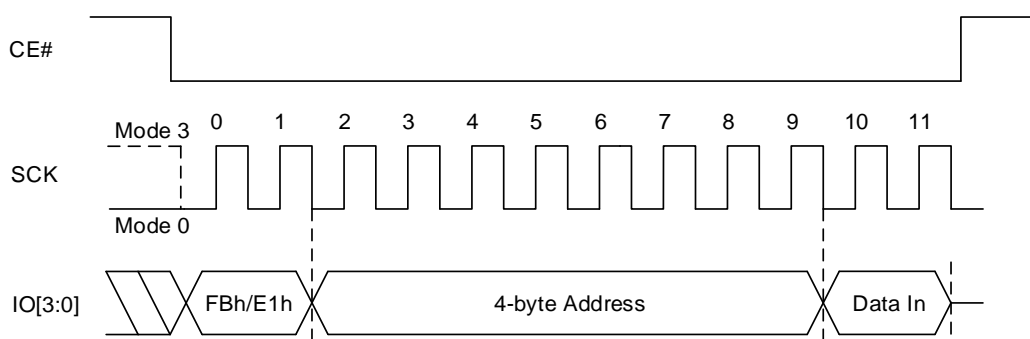 CE#
Mode 3 0 1 2 3 4 5 6 7 8 9 10 11
SCK
Mode 0
IO[3:0] FBh/E1h 4-byte Address Data In